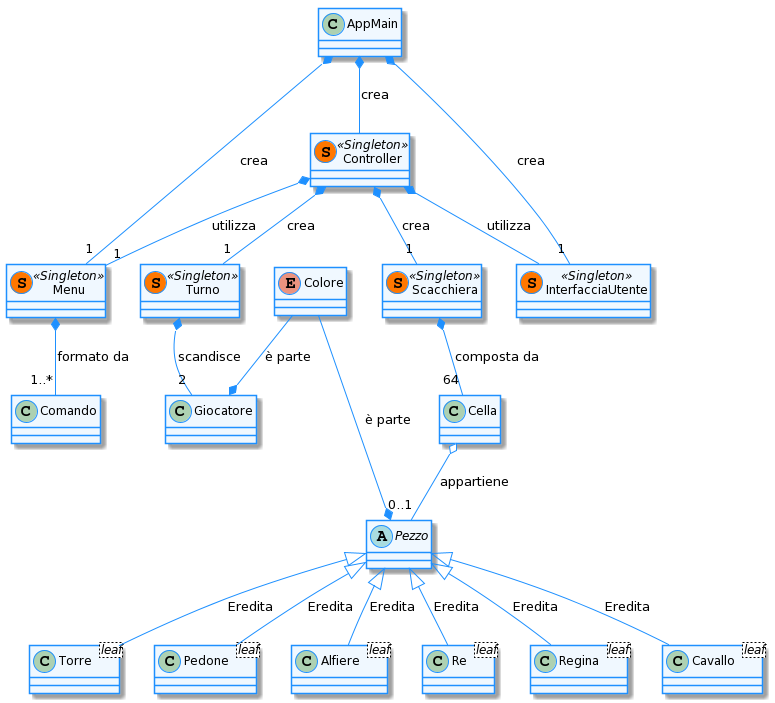 C AppMain
crea
crea
crea
S «Singleton»
Controller
utilizza
crea
crea
utilizza
1
1
1
1
1
S «Singleton»
Menu
S «Singleton»
Turno
E Colore
S «Singleton»
Scacchiera
S «Singleton»
InterfacciaUtente
formato da
scandisce
è parte
composta da
1..*
2
64
C Comando
C Giocatore
è parte
C Cella
appartiene
0..1
A Pezzo
Eredita
Eredita
Eredita
Eredita
Eredita
Eredita
C Torre leaf
C Pedone leaf
C Alfiere leaf
C Re leaf
C Regina leaf
C Cavallo leaf